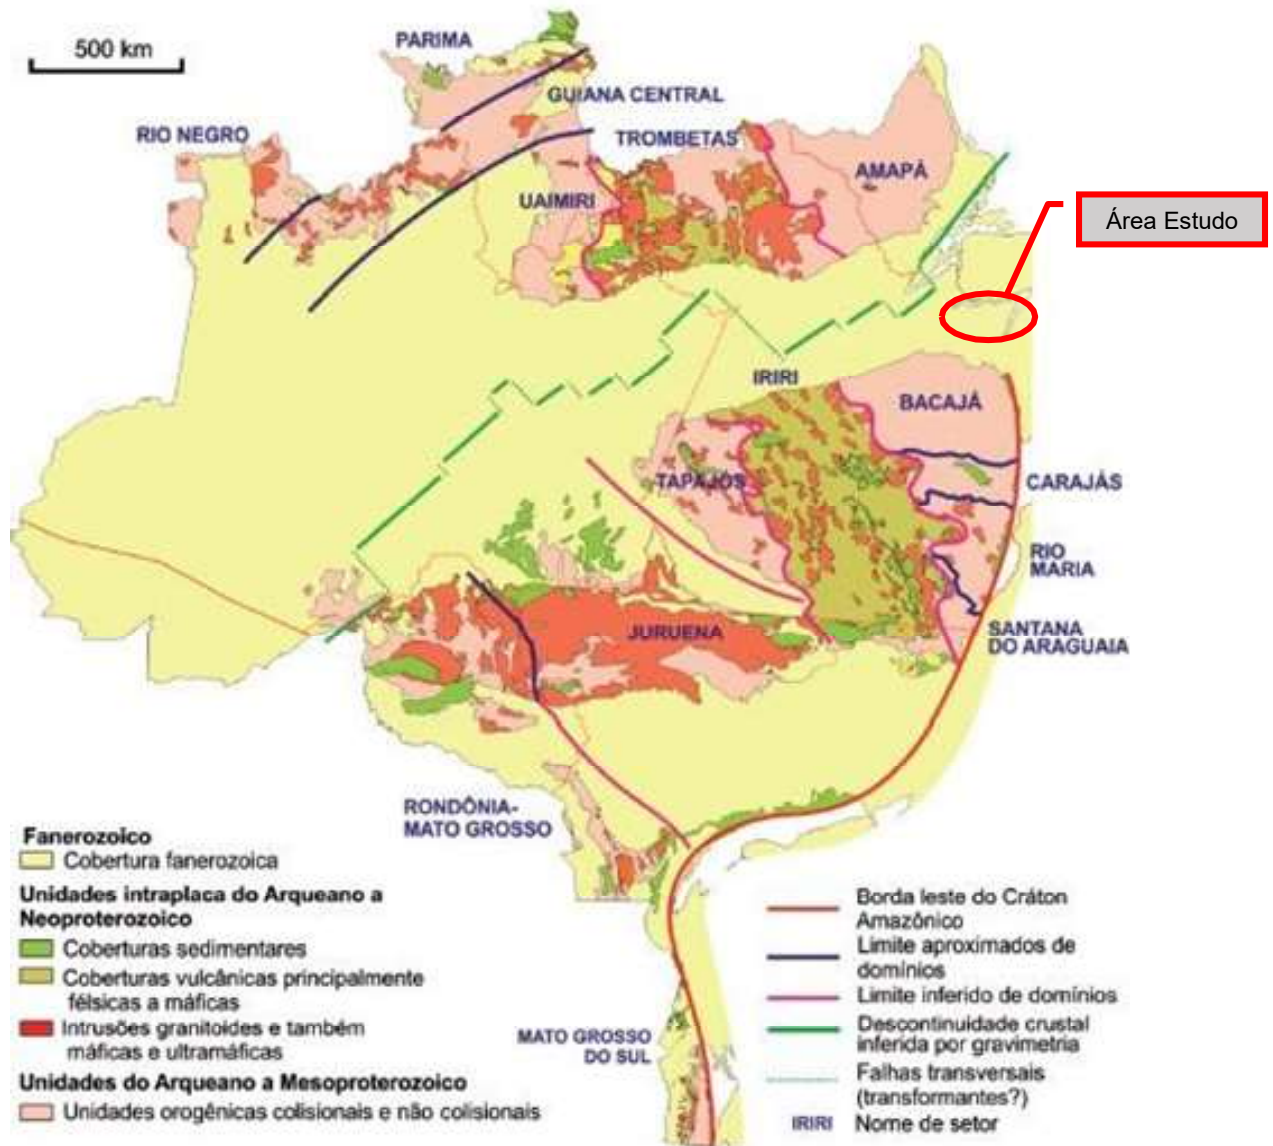 500 km
PARIMA
GUIANA CENTRAL
RIO NEGRO
TROMBETAS
AMAPÁ
UAIMIRI
Área Estudo
IRIRI
BACAJÁ
TAPAJÓS
CARAJÁS
RIO
MARIA
JURUENA
SANTANA
DO ARAGUAIA
RONDÔNIA-
MATO GROSSO
MATO GROSSO
DO SUL
Fanerozoico
Cobertura fanerozoica
Unidades intraplaca do Arqueano a
Neoproterozoico
Coberturas sedimentares
Coberturas vulcânicas principalmente
félsicas a máficas
Intrusões granitoides e também
máficas e ultramáficas
Unidades do Arqueano a Mesoproterozoico
Unidades orogênicas colisionais e não colisionais
Borda leste do Cráton
Amazônico
Limite aproximados de
domínios
Limite inferido de domínios
Descontinuidade crustal
inferida por gravimetria
Falhas transversais
(transformantes?)
IRIRI Nome de setor